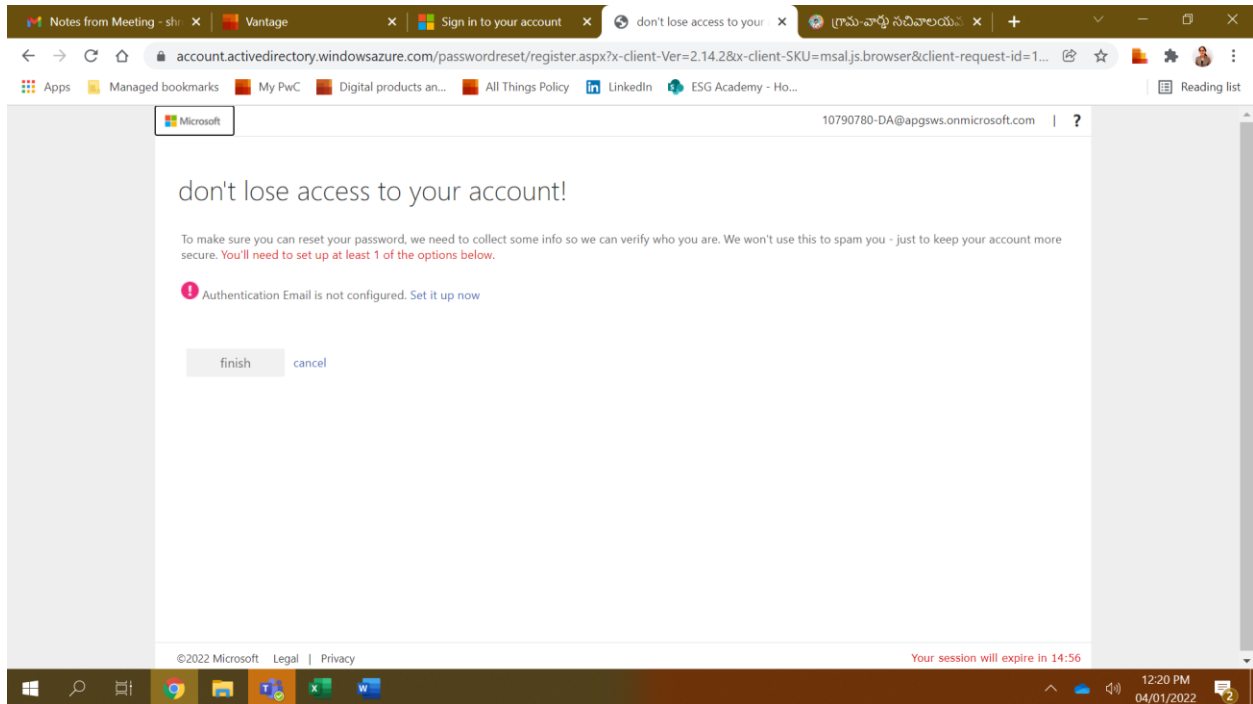 Notes from Meeting - shr
Vantage
Sign in to your account
don't lose access to your
గ్రామ-వార్డు సచివాలయ
account.activedirectory.windowsazure.com/passwordreset/register.aspx?x-client-Ver=2.14.2&x-client-SKU=msal.js.browser&client-request-id=1...
Apps
Managed bookmarks
My PwC
Digital products an...
All Things Policy
LinkedIn
ESG Academy - Ho...
Reading list
Microsoft
10790780-DA@apgsws.onmicrosoft.com | ?
don't lose access to your account!
To make sure you can reset your password, we need to collect some info so we can verify who you are. We won't use this to spam you - just to keep your account more
secure. You'll need to set up at least 1 of the options below.
! Authentication Email is not configured. Set it up now
finish
cancel
©2022 Microsoft Legal | Privacy
Your session will expire in 14:56
12:20 PM
04/01/2022
2